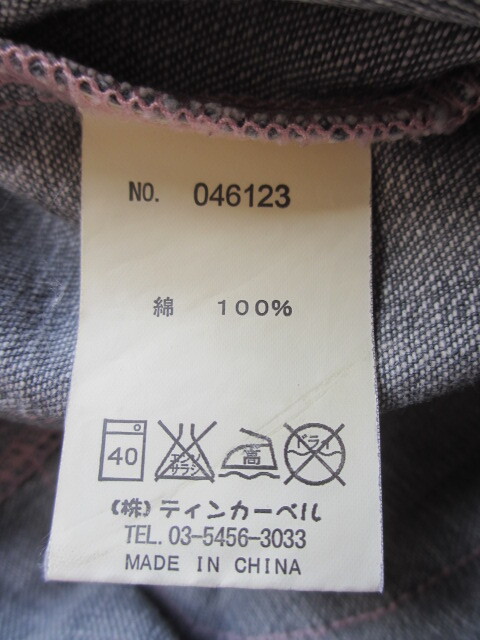 NO. 046123
綿 100%
40 エンソ サラシ 高 ドライ
(株)ティンカーベル
TEL. 03-5456-3033
MADE IN CHINA